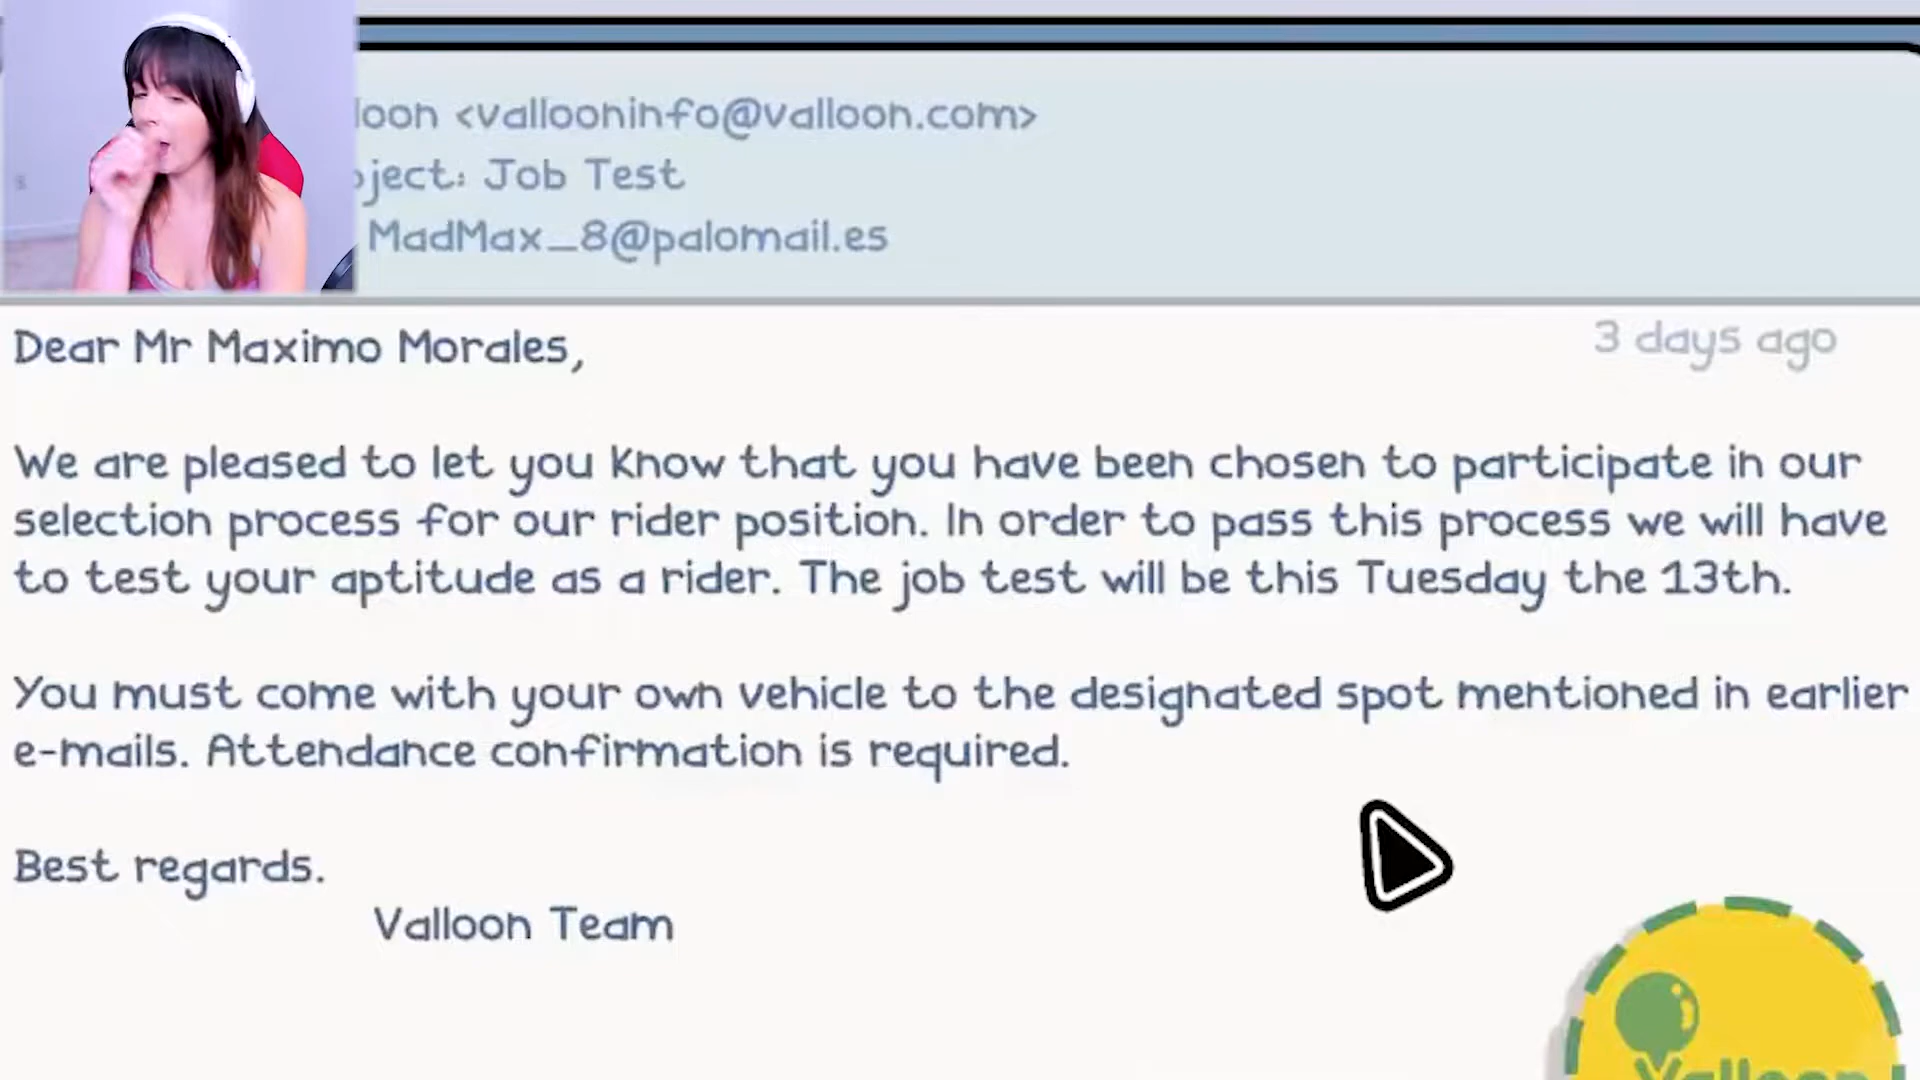 loon <vallooninfo@valloon.com>
ject: Job Test
MadMax_8@palomail.es
3 days ago
Dear Mr Maximo Morales,
We are pleased to let you know that you have been chosen to participate in our
selection process for our rider position. In order to pass this process we will have
to test your aptitude as a rider. The job test will be this Tuesday the 13th.
You must come with your own vehicle to the designated spot mentioned in earlier
e-mails. Attendance confirmation is required.
Best regards.
Valloon Team
Valloon